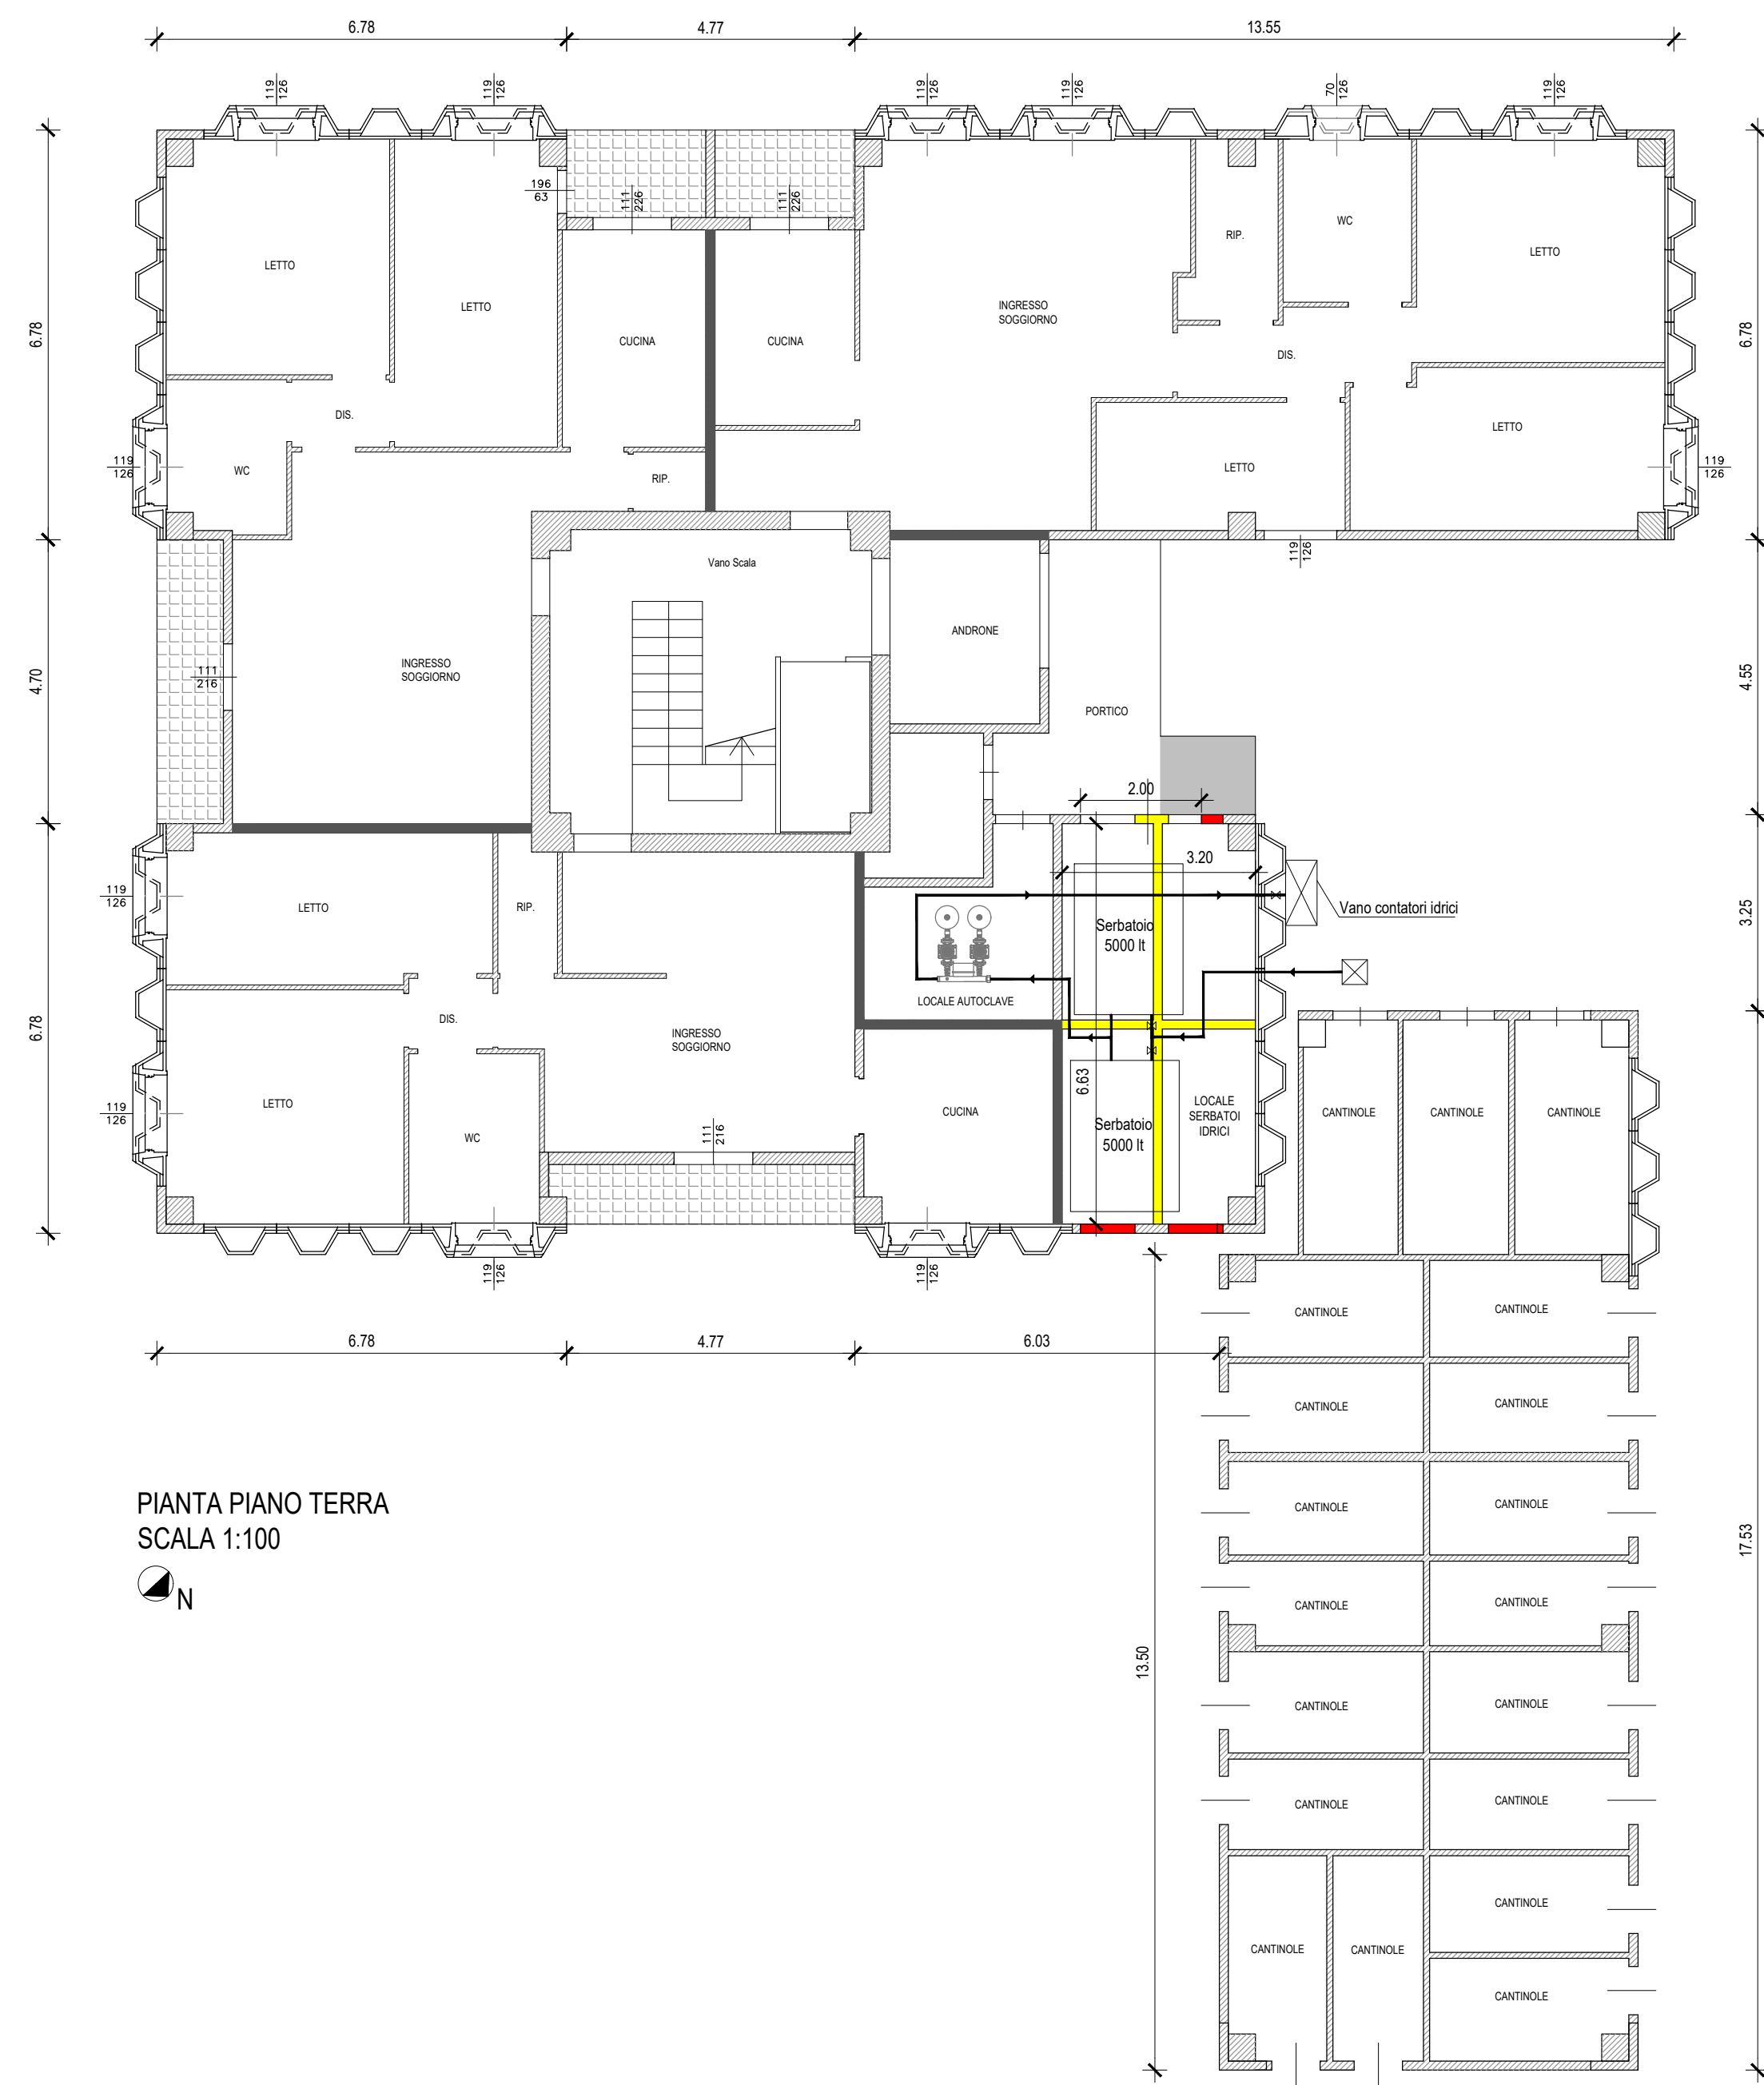 6.78
4.77
13.55
119
126
119
126
119
126
119
126
70
126
119
126
196
63
111
226
111
226
WC
RIP.
LETTO
LETTO
LETTO
INGRESSO
SOGGIORNO
6.78
6.78
CUCINA
CUCINA
DIS.
DIS.
LETTO
WC
119
126
LETTO
119
126
RIP.
119
126
Vano Scala
ANDRONE
INGRESSO
SOGGIORNO
111
216
4.70
4.55
PORTICO
2.00
3.20
119
126
LETTO
RIP.
Vano contatori idrici
3.25
Serbatoio
5000 lt
LOCALE AUTOCLAVE
DIS.
INGRESSO
SOGGIORNO
6.78
6.63
119
126
LETTO
WC
111
216
CUCINA
Serbatoio
5000 lt
LOCALE
SERBATOI
IDRICI
CANTINOLE
CANTINOLE
CANTINOLE
119
126
119
126
CANTINOLE
CANTINOLE
6.78
4.77
6.03
CANTINOLE
CANTINOLE
PIANTA PIANO TERRA
SCALA 1:100
N
CANTINOLE
CANTINOLE
17.53
CANTINOLE
CANTINOLE
13.50
CANTINOLE
CANTINOLE
CANTINOLE
CANTINOLE
CANTINOLE
CANTINOLE
CANTINOLE
CANTINOLE